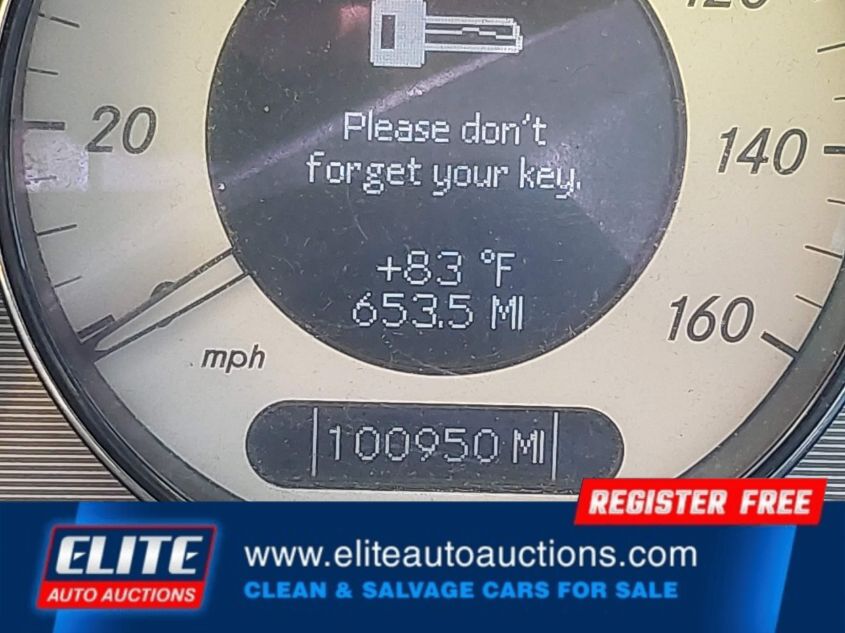 120
20
Please don't
140
forget your key.
+83 °F
653.5 MI
160
mph
100950 MI
REGISTER FREE
ELITE
AUTO AUCTIONS
www.eliteautoauctions.com
CLEAN & SALVAGE CARS FOR SALE